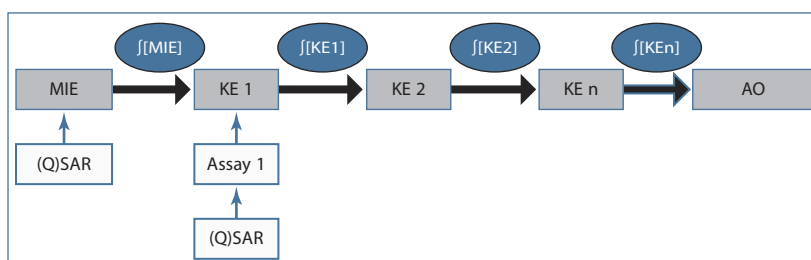 ∫[MIE] ∫[KE1] ∫[KE2] ∫[KEn]
MIE KE 1 KE 2 KE n AO
(Q)SAR Assay 1
(Q)SAR